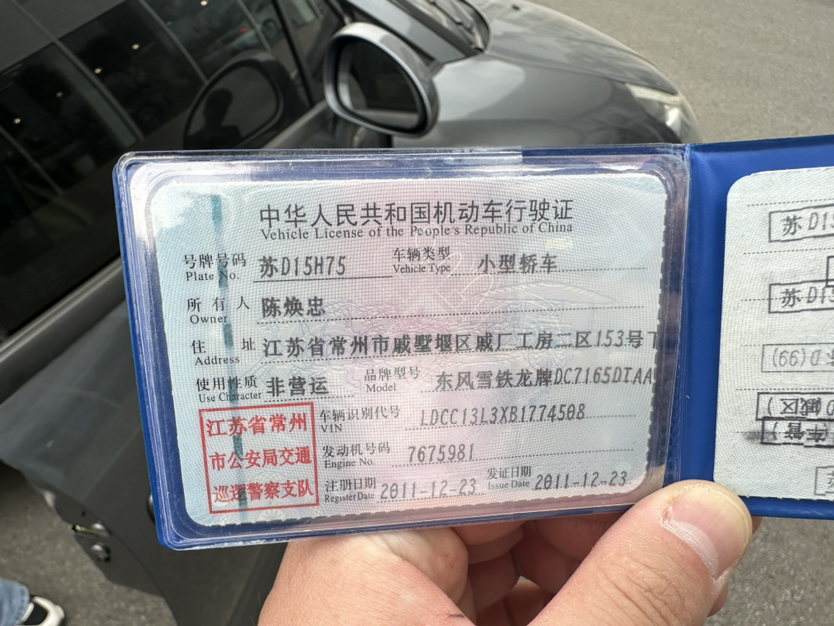 中华人民共和国机动车行驶证
Vehicle License of the People's Republic of China
号牌号码 Plate No. 苏D15H75 车辆类型 Vehicle Type 小型轿车
所有人 Owner 陈焕忠
住址 Address 江苏省常州市戚墅堰区戚厂工房二区153号
使用性质 Use Character 非营运 品牌型号 Model 东风雪铁龙牌DC7165DTAA
江苏省常州
市公安局交通
巡逻警察支队
车辆识别代号 VIN LDCC13L3XB1774508
发动机号码 Engine No. 7675981
注册日期 Register Date 2011-12-23 发证日期 Issue Date 2011-12-23
苏D15
苏D15